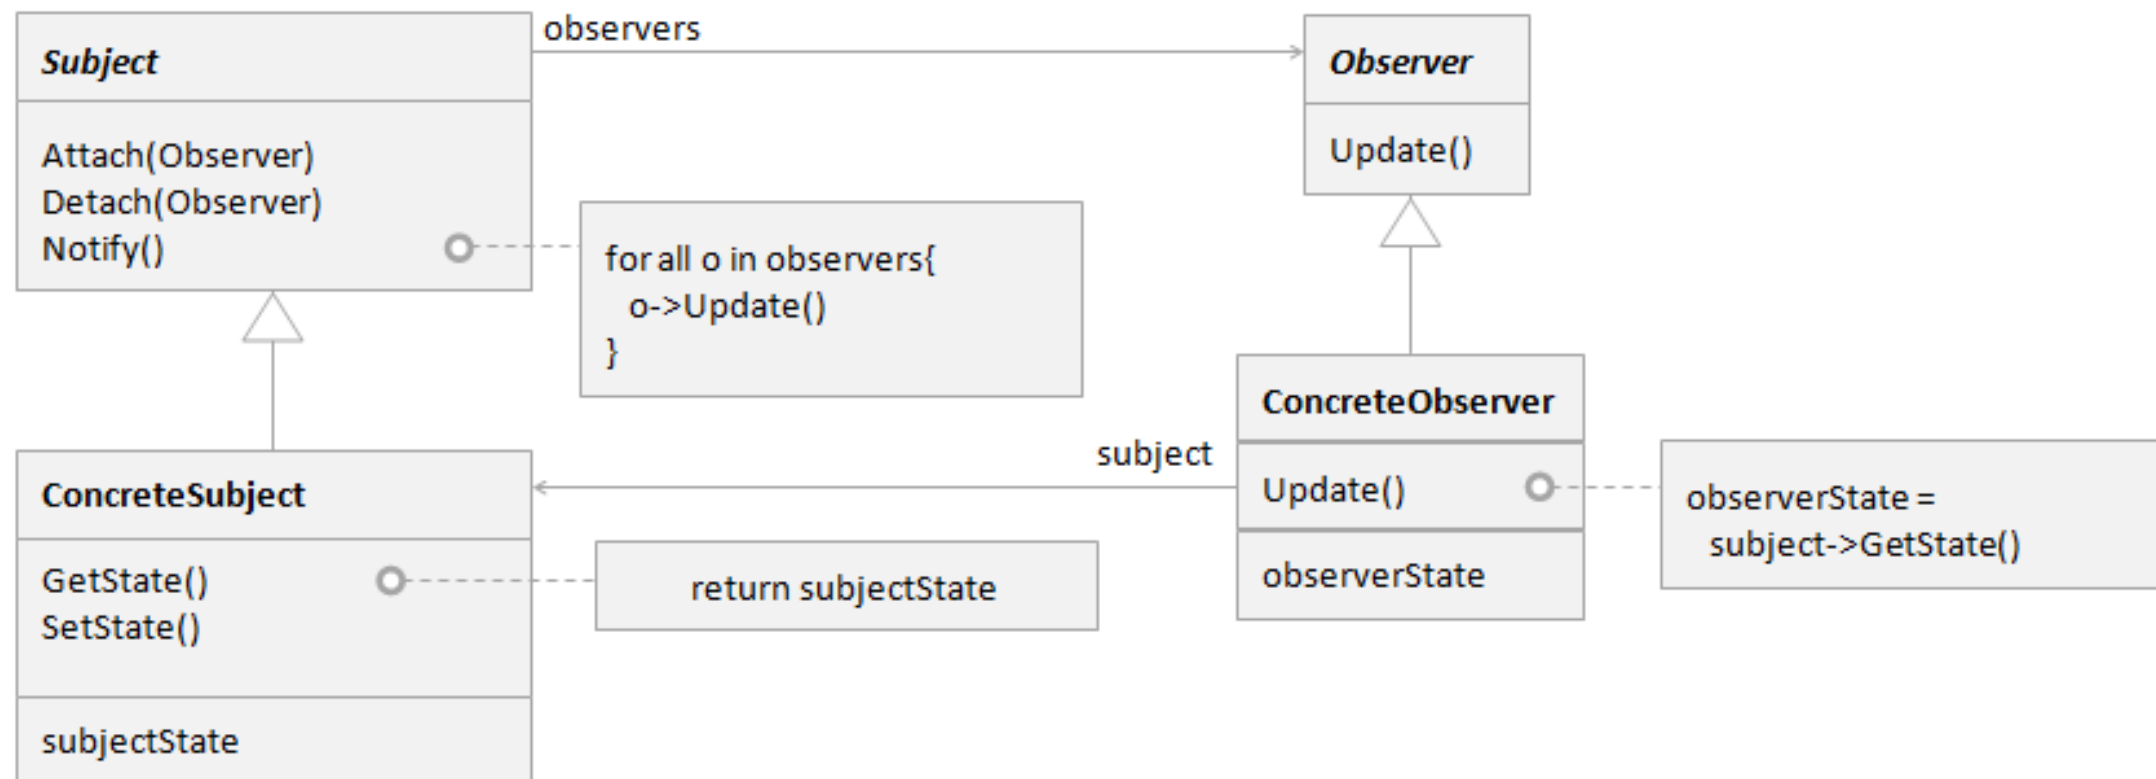 Subject
Attach(Observer)
Detach(Observer)
Notify()
observers
Observer
Update()
for all o in observers{
o->Update()
}
ConcreteSubject
GetState()
SetState()
subjectState
return subjectState
subject
ConcreteObserver
Update()
observerState
observerState =
subject->GetState()